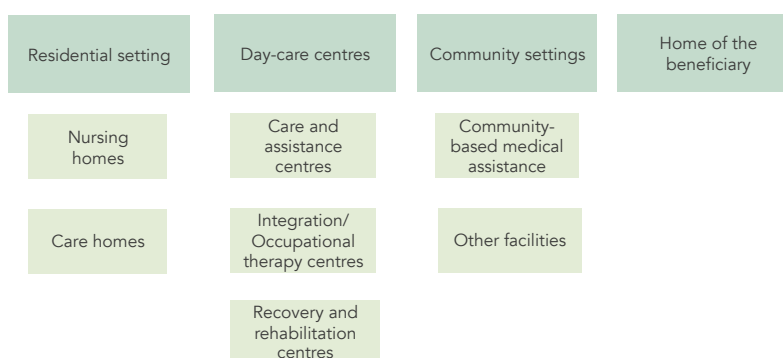 Residential setting
Day-care centres
Community settings
Home of the
beneficiary
Nursing
homes
Care and
assistance
centres
Community-
based medical
assistance
Care homes
Integration/
Occupational
therapy centres
Other facilities
Recovery and
rehabilitation
centres